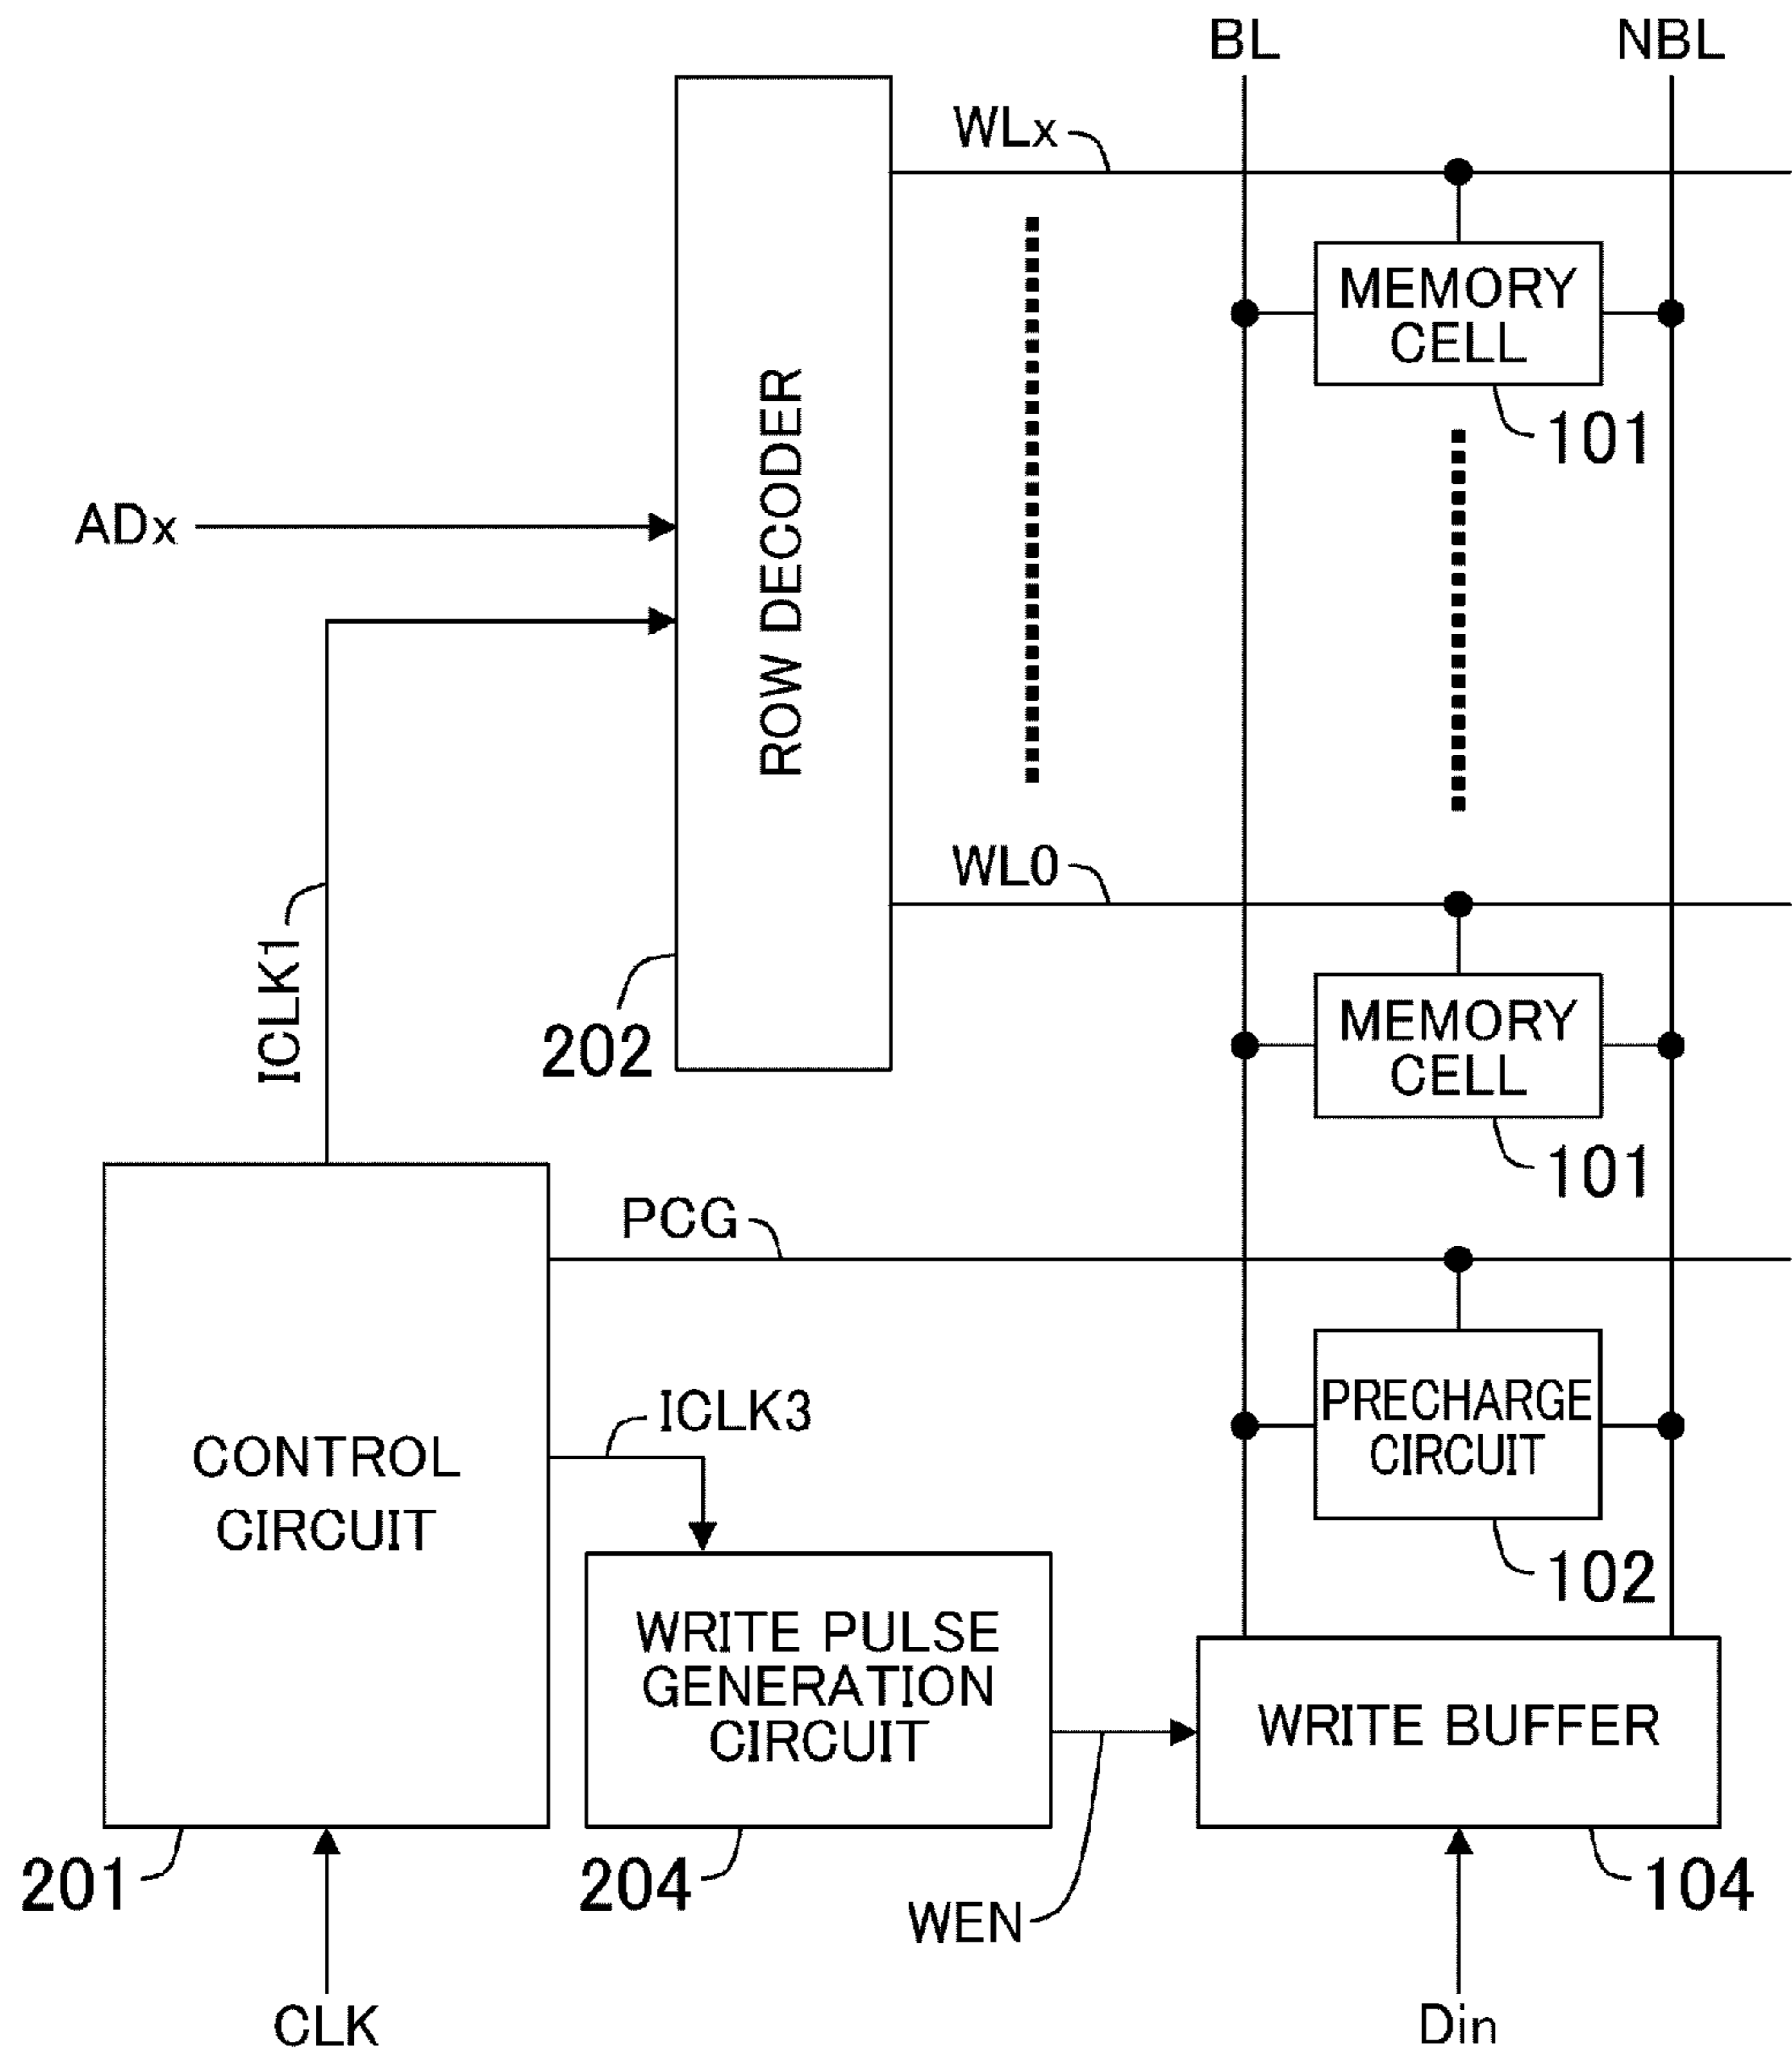 BL
NBL
WLx
MEMORY
CELL
101
ADx
ROW DECODER
WL0
ICLK1
202
MEMORY
CELL
101
PCG
ICLK3
PRECHARGE
CIRCUIT
CONTROL
CIRCUIT
102
WRITE PULSE
GENERATION
CIRCUIT
WRITE BUFFER
201
204
WEN
104
CLK
Din